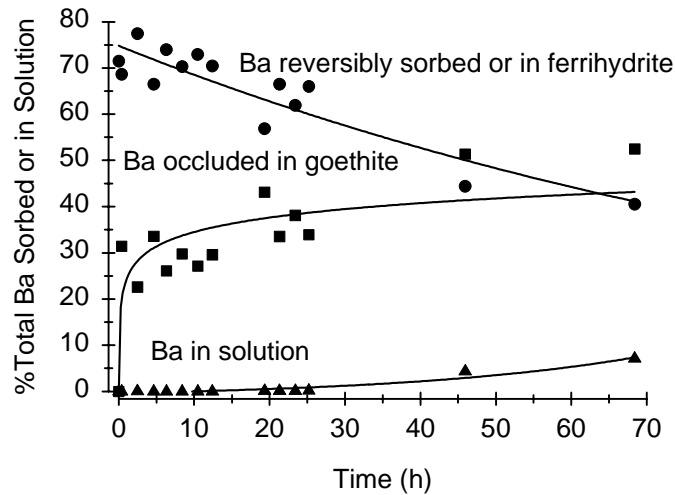 %Total Ba Sorbed or in Solution
80
70
60
50
40
30
20
10
0
Ba reversibly sorbed or in ferrihydrite
Ba occluded in goethite
Ba in solution
0 10 20 30 40 50 60 70
Time (h)